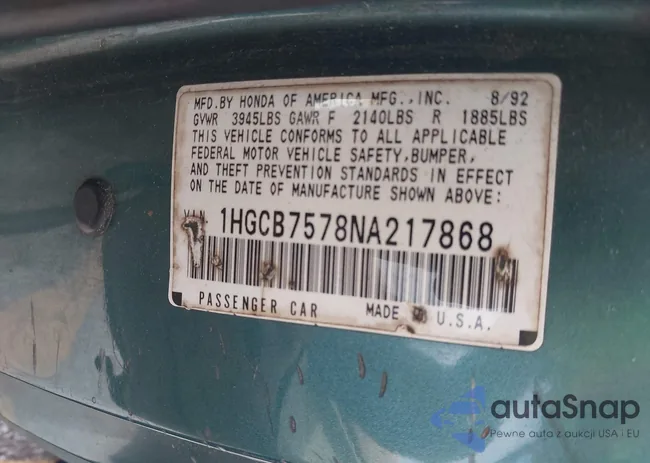 MFD.BY HONDA OF AMERICA MFG.,INC. 8/92
GVWR 3945LBS GAWR F 2140LBS R 1885LBS
THIS VEHICLE CONFORMS TO ALL APPLICABLE
FEDERAL MOTOR VEHICLE SAFETY,BUMPER,
AND THEFT PREVENTION STANDARDS IN EFFECT
ON THE DATE OF MANUFACTURE SHOWN ABOVE:
VIN 1HGCB7578NA217868
PASSENGER CAR MADE U.S.A.
autaSnap
Pewne auta z aukcji USA i EU